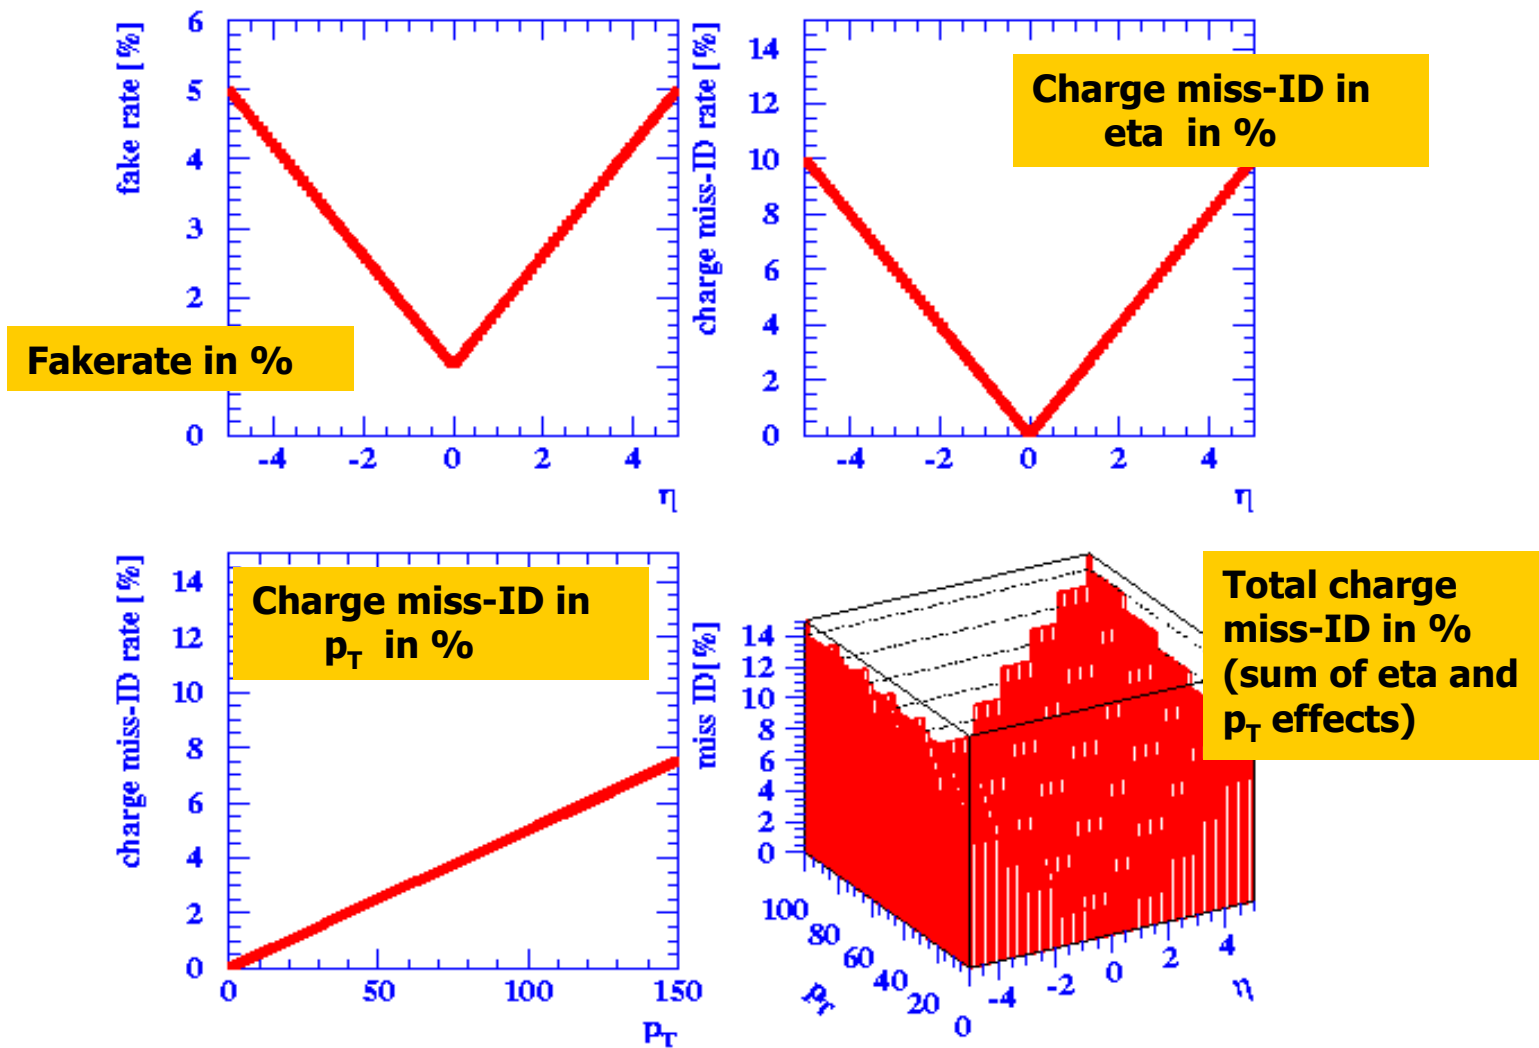 fake rate [%]
6
5
4
3
2
0
-4 -2 0 2 4
η
Fakerate in %
charge miss-ID rate [%]
14
12
10
8
6
4
2
0
-4 -2 0 2 4
η
Charge miss-ID in
eta in %
charge miss-ID rate [%]
14
12
10
8
6
4
2
0
0 50 100 150
pT
Charge miss-ID in
pT in %
miss ID[%]
14
12
10
8
6
4
2
0
100
80
60
40
20
0
pT
-4
-2
0
2
4
η
Total charge
miss-ID in %
(sum of eta and
pT effects)